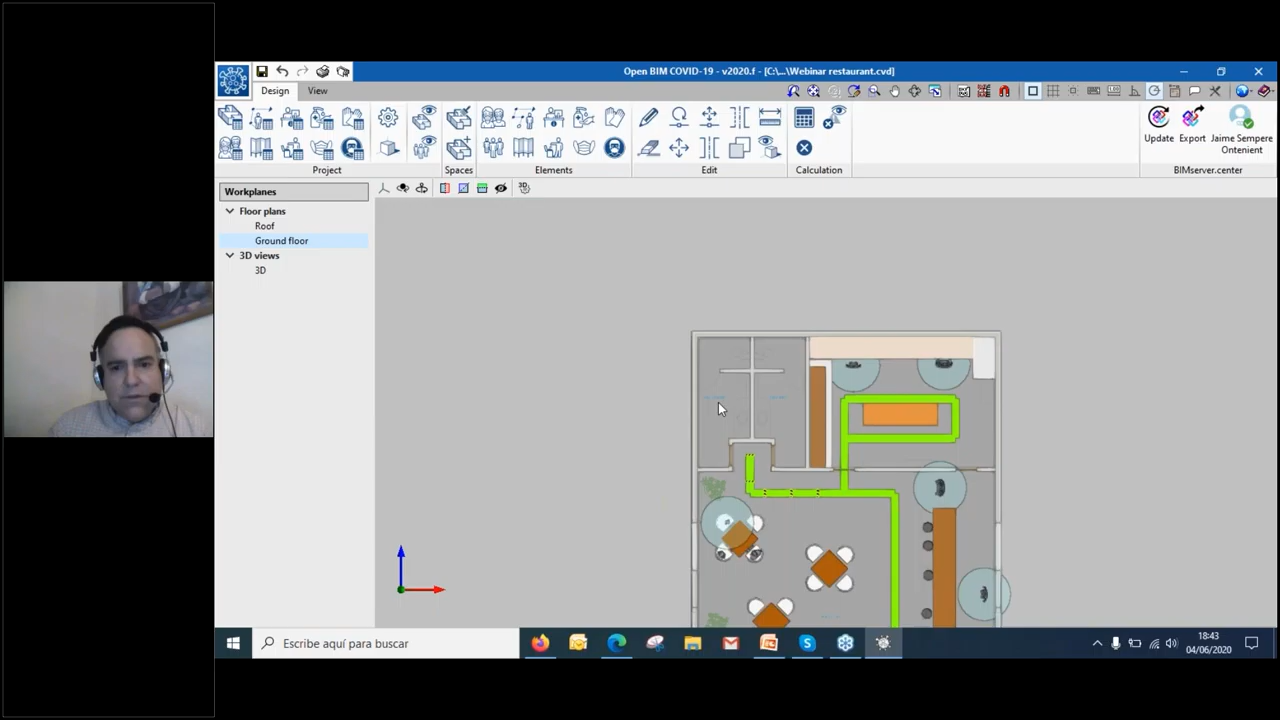 Open BIM COVID-19 - v2020.f - [C:\...\Webinar restaurant.cvd]
Design View
Update Export Jaime Sempere
Ontenient
Project Spaces Elements Edit Calculation BIMserver.center
Workplanes
Floor plans
Roof
Ground floor
3D views
3D
Escribe aquí para buscar
18:43
04/06/2020